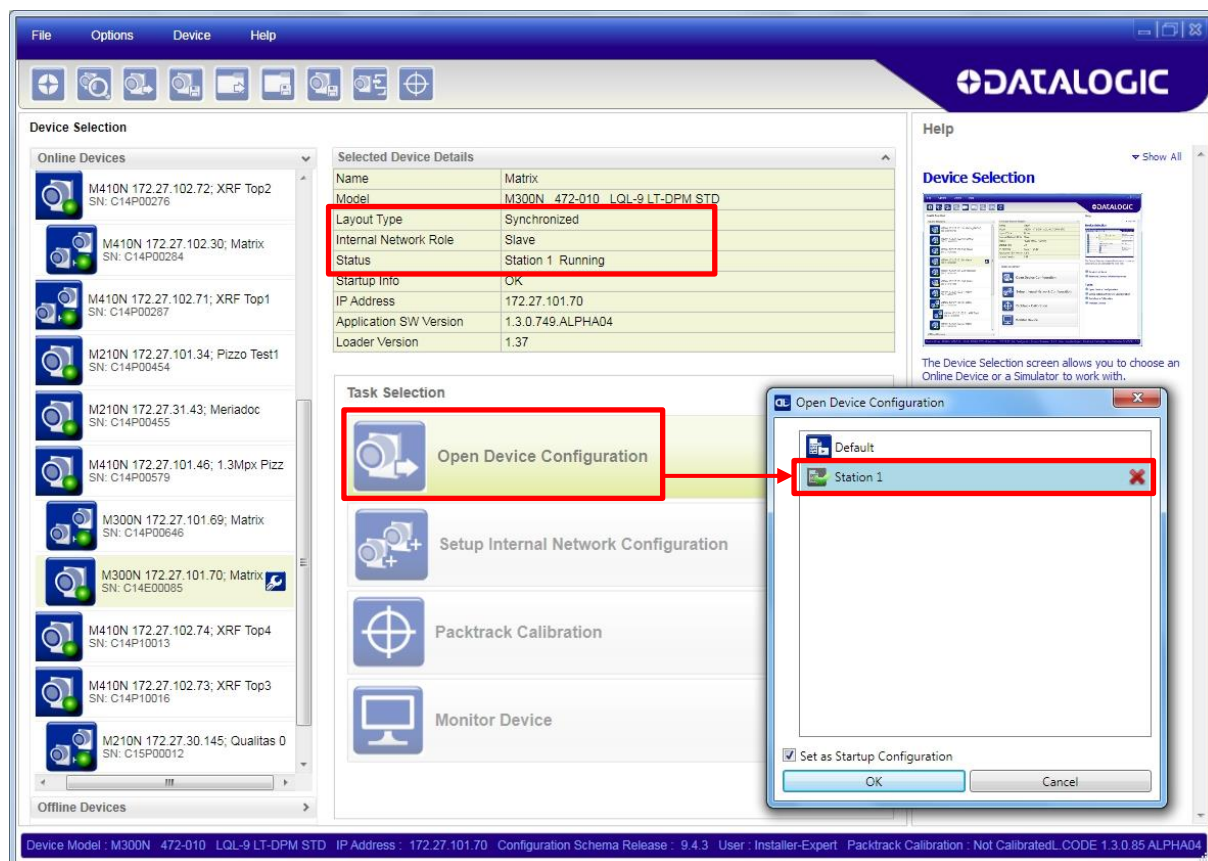 File Options Device Help
DATALOGIC
Device Selection
Online Devices
M410N 172.27.102.72; XRF Top2
SN: C14P00276
M410N 172.27.102.30; Matrix
SN: C14P00284
M410N 172.27.102.71; XRF Top1
SN: C14P00287
M210N 172.27.101.34; Pizzo Test1
SN: C14P00454
M210N 172.27.31.43; Meriadoc
SN: C14P00455
M410N 172.27.101.46; 1.3Mpx Pizz
SN: C14P00579
M300N 172.27.101.69; Matrix
SN: C14P00646
M300N 172.27.101.70; Matrix
SN: C14E00085
M410N 172.27.102.74; XRF Top4
SN: C14P10013
M410N 172.27.102.73; XRF Top3
SN: C14P10016
M210N 172.27.30.145; Qualitas 0
SN: C15P00012
Offline Devices
Selected Device Details
Name Matrix
Model M300N 472-010 LQL-9 LT-DPM STD
Layout Type Synchronized
Internal Network Role Slave
Status Station 1 Running
Startup Info OK
IP Address 172.27.101.70
Application SW Version 1.3.0.749.ALPHA04
Loader Version 1.37
Task Selection
Open Device Configuration
Setup Internal Network Configuration
Packtrack Calibration
Monitor Device
Help
Show All
Device Selection
The Device Selection screen allows you to choose an
Online Device or a Simulator to work with.
Open Device Configuration
Default
Station 1
Set as Startup Configuration
OK Cancel
Device Model : M300N 472-010 LQL-9 LT-DPM STD IP Address : 172.27.101.70 Configuration Schema Release : 9.4.3 User : Installer-Expert Packtrack Calibration : Not CalibratedL.CODE 1.3.0.85 ALPHA04